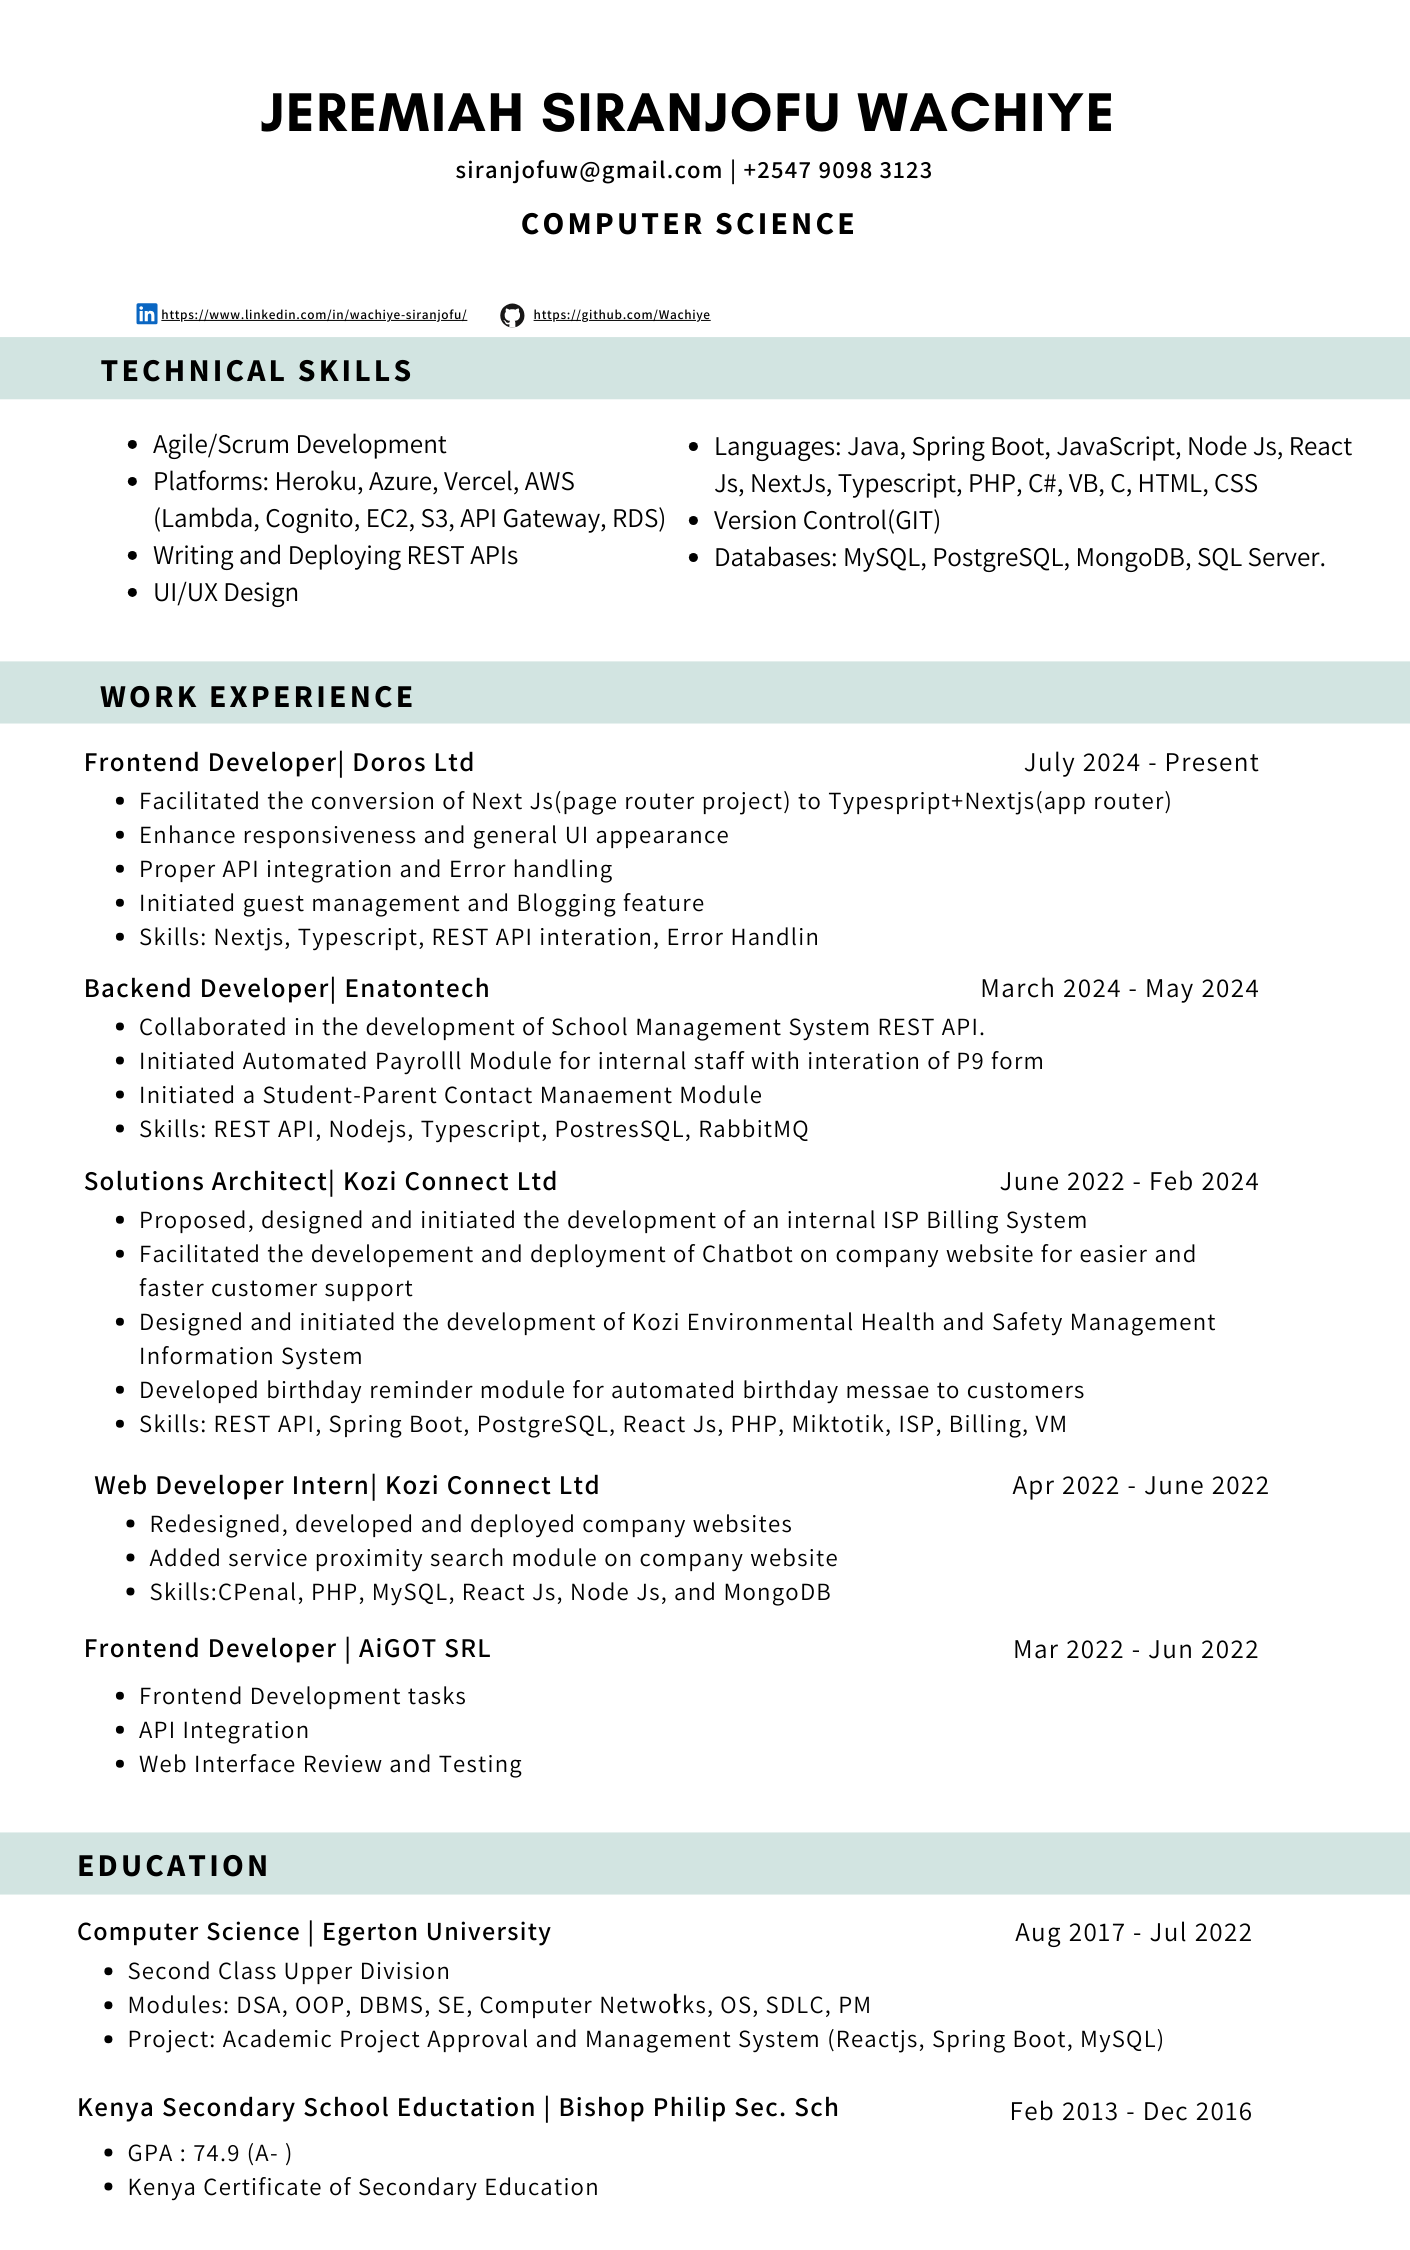 JEREMIAH SIRANJOFU WACHIYE
siranjofuw@gmail.com | +2547 9098 3123
COMPUTER SCIENCE
https://www.linkedin.com/in/wachiye-siranjofu/
https://github.com/Wachiye
TECHNICAL SKILLS
Agile/Scrum Development
Platforms: Heroku, Azure, Vercel, AWS
(Lambda, Cognito, EC2, S3, API Gateway, RDS)
Writing and Deploying REST APIs
UI/UX Design
Languages: Java, Spring Boot, JavaScript, Node Js, React
Js, NextJs, Typescript, PHP, C#, VB, C, HTML, CSS
Version Control(GIT)
Databases: MySQL, PostgreSQL, MongoDB, SQL Server.
WORK EXPERIENCE
Frontend Developer| Doros Ltd July 2024 - Present
Facilitated the conversion of Next Js(page router project) to Typespript+Nextjs(app router)
Enhance responsiveness and general UI appearance
Proper API integration and Error handling
Initiated guest management and Blogging feature
Skills: Nextjs, Typescript, REST API interation, Error Handlin
Backend Developer| Enatontech March 2024 - May 2024
Collaborated in the development of School Management System REST API.
Initiated Automated Payrolll Module for internal staff with interation of P9 form
Initiated a Student-Parent Contact Manaement Module
Skills: REST API, Nodejs, Typescript, PostresSQL, RabbitMQ
Solutions Architect| Kozi Connect Ltd June 2022 - Feb 2024
Proposed, designed and initiated the development of an internal ISP Billing System
Facilitated the developement and deployment of Chatbot on company website for easier and
faster customer support
Designed and initiated the development of Kozi Environmental Health and Safety Management
Information System
Developed birthday reminder module for automated birthday messae to customers
Skills: REST API, Spring Boot, PostgreSQL, React Js, PHP, Miktotik, ISP, Billing, VM
Web Developer Intern| Kozi Connect Ltd Apr 2022 - June 2022
Redesigned, developed and deployed company websites
Added service proximity search module on company website
Skills:CPenal, PHP, MySQL, React Js, Node Js, and MongoDB
Frontend Developer | AiGOT SRL Mar 2022 - Jun 2022
Frontend Development tasks
API Integration
Web Interface Review and Testing
EDUCATION
Computer Science | Egerton University Aug 2017 - Jul 2022
Second Class Upper Division
Modules: DSA, OOP, DBMS, SE, Computer Networks, OS, SDLC, PM
Project: Academic Project Approval and Management System (Reactjs, Spring Boot, MySQL)
Kenya Secondary School Eductation | Bishop Philip Sec. Sch Feb 2013 - Dec 2016
GPA : 74.9 (A- )
Kenya Certificate of Secondary Education